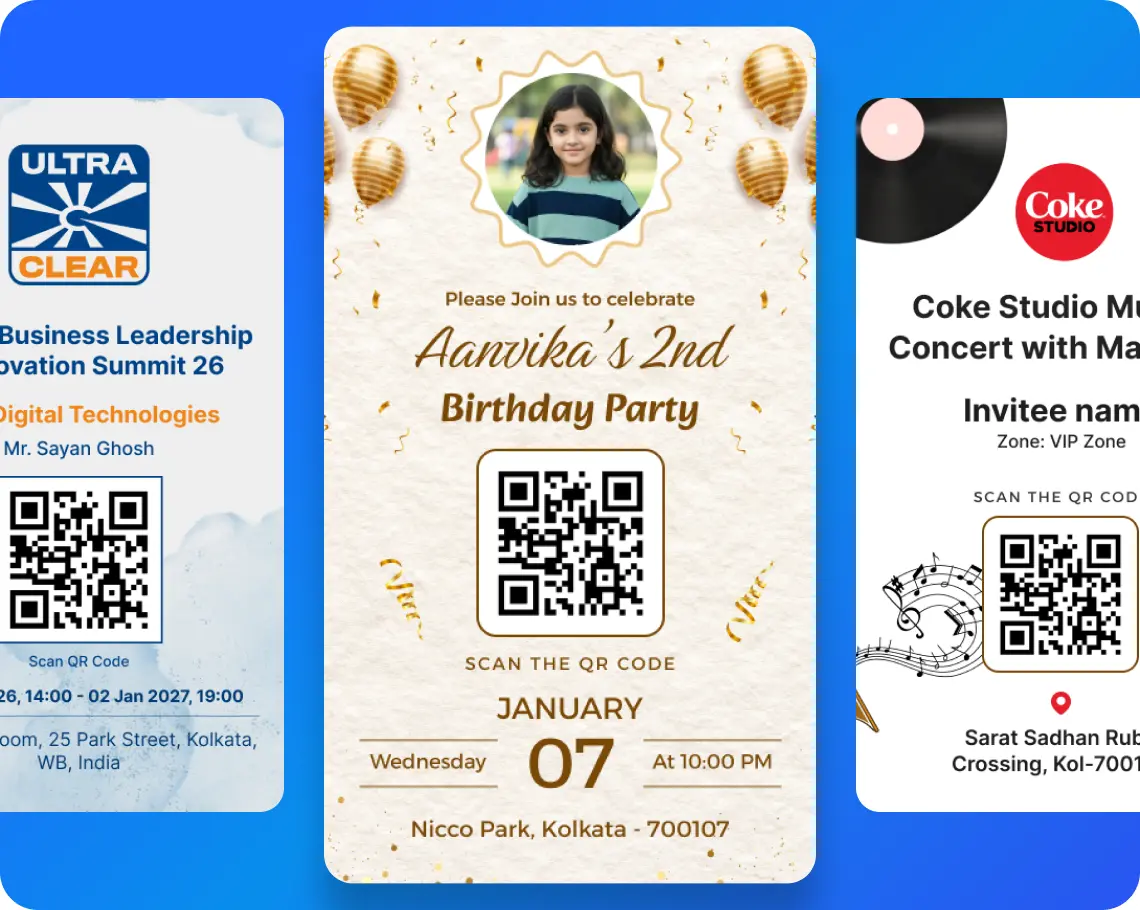 ULTRA
CLEAR
Business Leadership
ovation Summit 26
Digital Technologies
Mr. Sayan Ghosh
Scan QR Code
26, 14:00 - 02 Jan 2027, 19:00
oom, 25 Park Street, Kolkata,
WB, India
Please Join us to celebrate
Aanvika's 2nd
Birthday Party
SCAN THE QR CODE
JANUARY
Wednesday
07
At 10:00 PM
Nicco Park, Kolkata - 700107
Coke
STUDIO
Coke Studio Mu
Concert with Ma
Invitee nam
Zone: VIP Zone
SCAN THE QR COD
Sarat Sadhan Rub
Crossing, Kol-7001